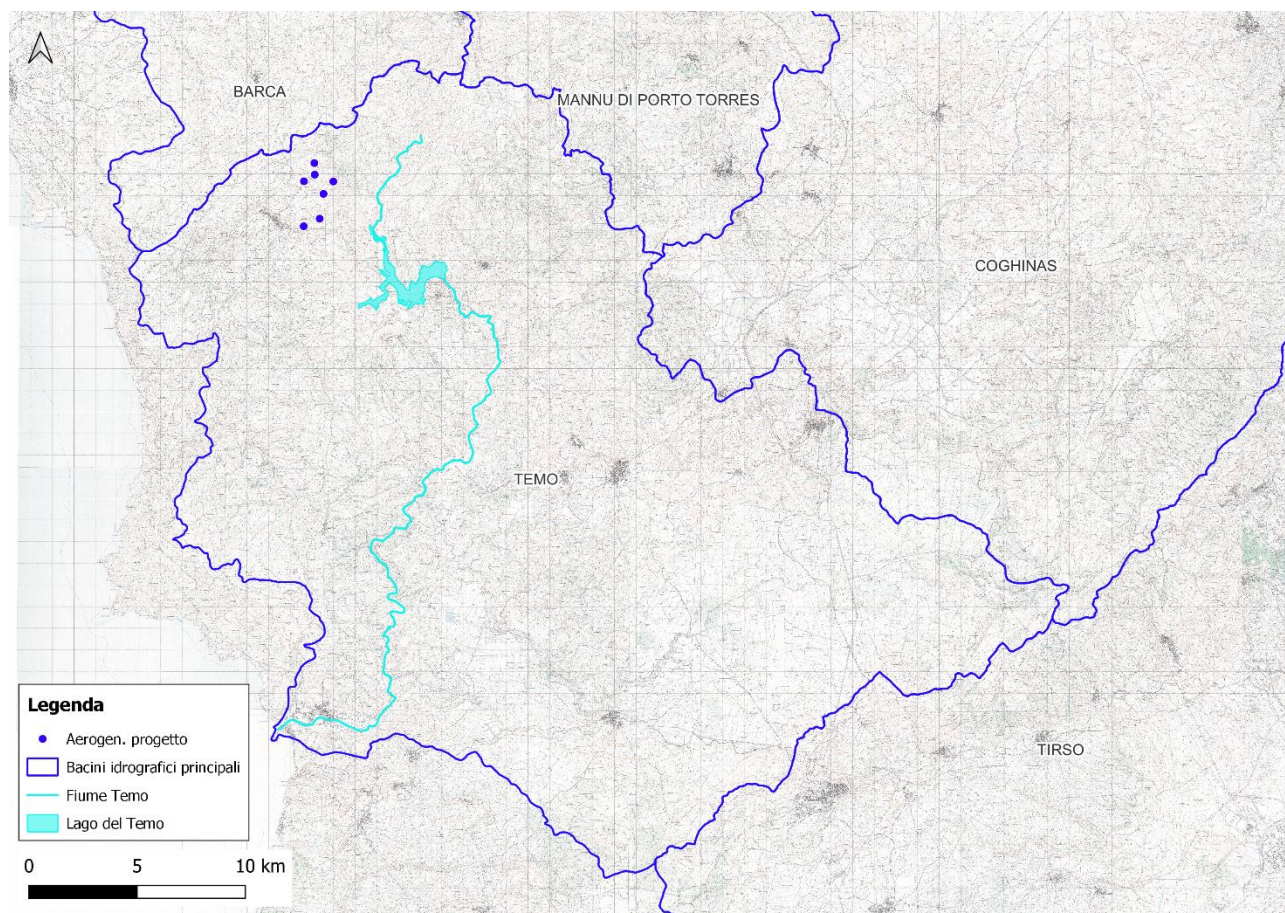 BARCA
MANNU DI PORTO TORRES
COGHINAS
TEMO
TIRSO
Legenda
Aerogen. progetto
Bacini idrografici principali
Fiume Temo
Lago del Temo
0 5 10 km